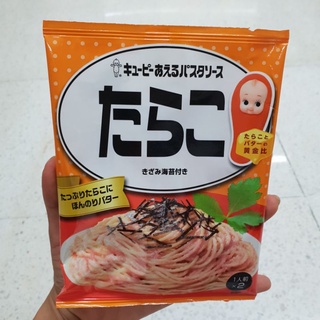 キユーピーあえるパスタソース
たらこ
きざみ海苔付き
たらこと
バターの
黄金比
たっぷりたらこに
ほんのりバター
1人前
×2